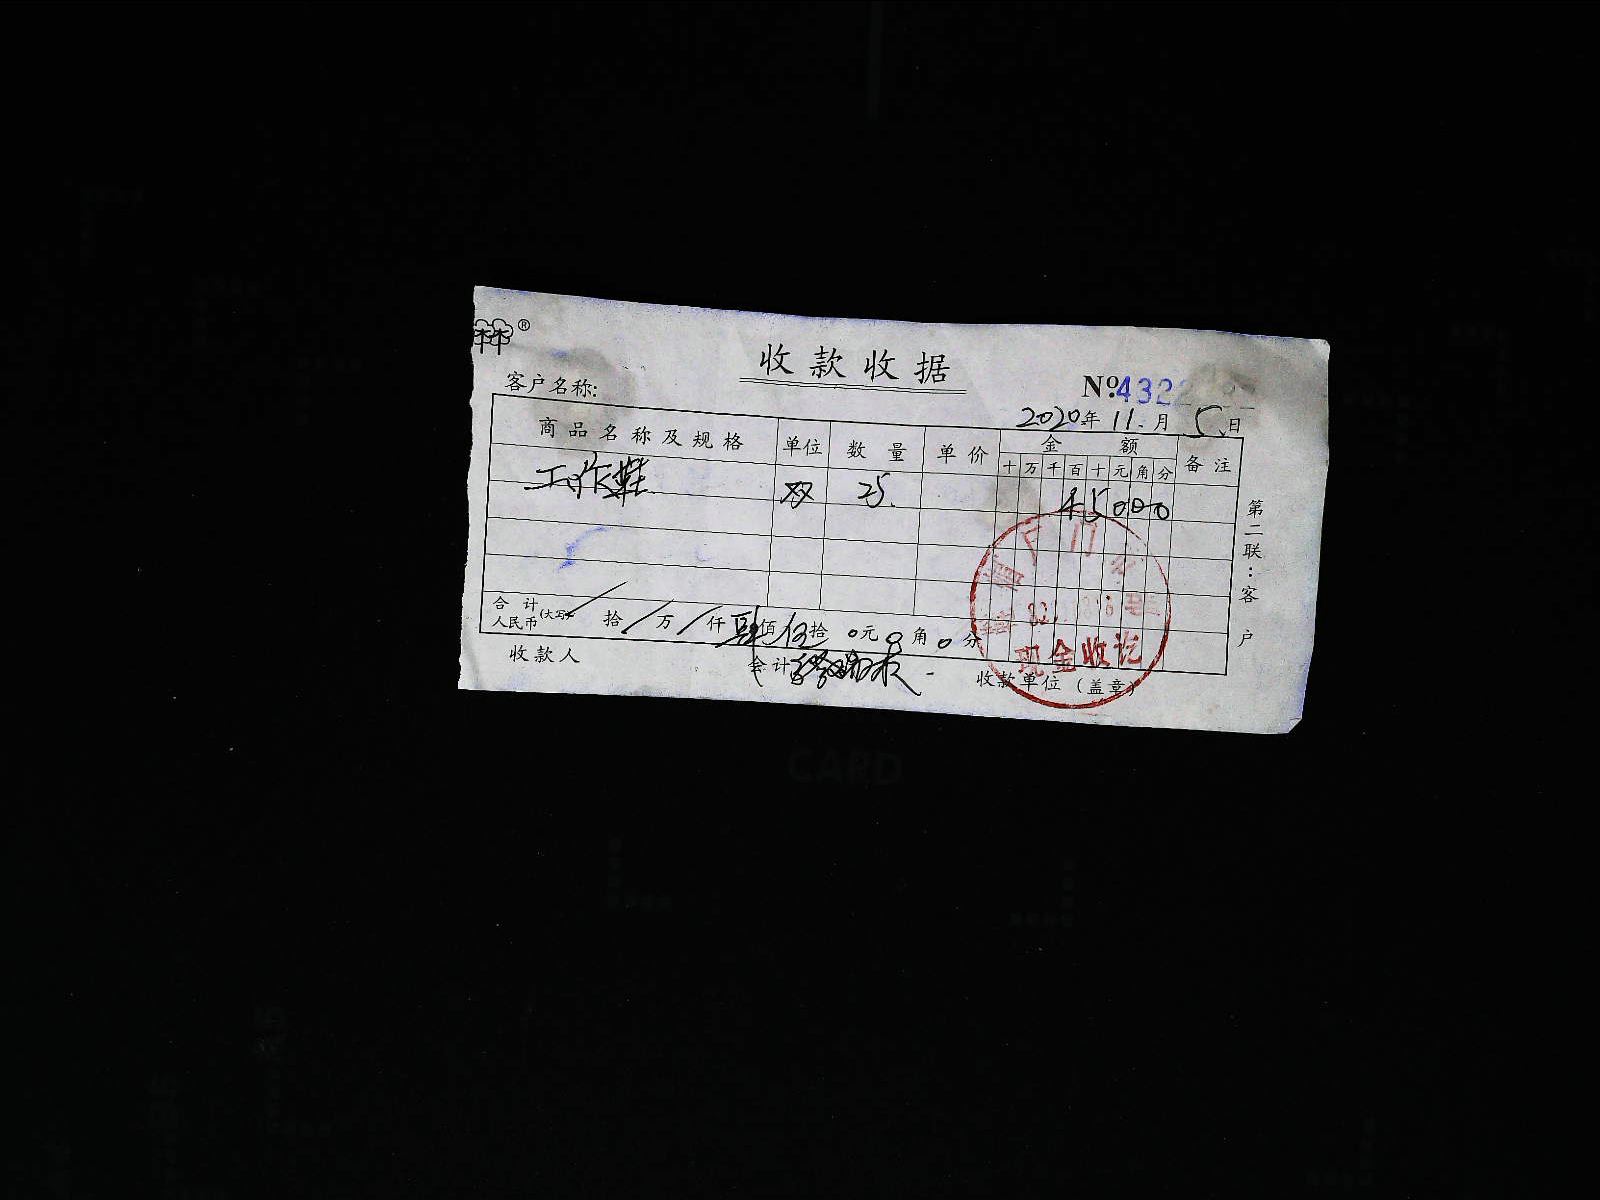 ®
收款收据
客户名称:
№4322
2020年11月5日
商品名称及规格 单位 数量 单价 金额 备注
十 万 千 百 十 元 角 分
工作鞋 双 25. 45000
第二联：客户
合计人民币(大写) 拾 万 仟 肆佰 伍拾 0元 0角 0分
现金收讫
收款人 会计 收款单位(盖章)
CARD